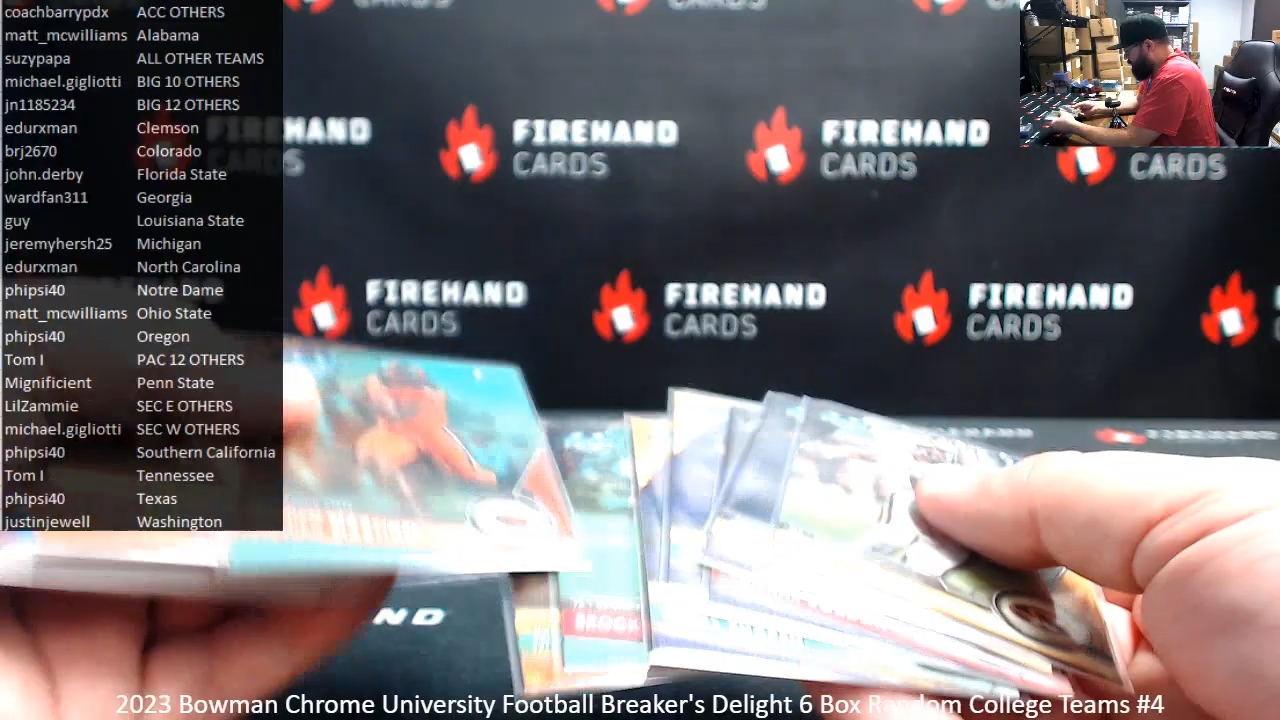 coachbarrypdx ACC OTHERS
matt_mcwilliams Alabama
suzypapa ALL OTHER TEAMS
michael.gigliotti BIG 10 OTHERS
jn1185234 BIG 12 OTHERS
edurxman Clemson
brj2670 Colorado
john.derby Florida State
wardfan311 Georgia
guy Louisiana State
jeremyhersh25 Michigan
edurxman North Carolina
phipsi40 Notre Dame
matt_mcwilliams Ohio State
phipsi40 Oregon
Tom I PAC 12 OTHERS
Mignificient Penn State
LilZammie SEC E OTHERS
michael.gigliotti SEC W OTHERS
phipsi40 Southern California
Tom I Tennessee
phipsi40 Texas
justinjewell Washington
FIREHAND
CARDS
FIREHAND
CARDS
FIREHAND
CARDS
CARDS
FIREHAND
CARDS
FIREHAND
CARDS
FIREHAND
CARDS
BROCK
2023 Bowman Chrome University Football Breaker's Delight 6 Box Random College Teams #4